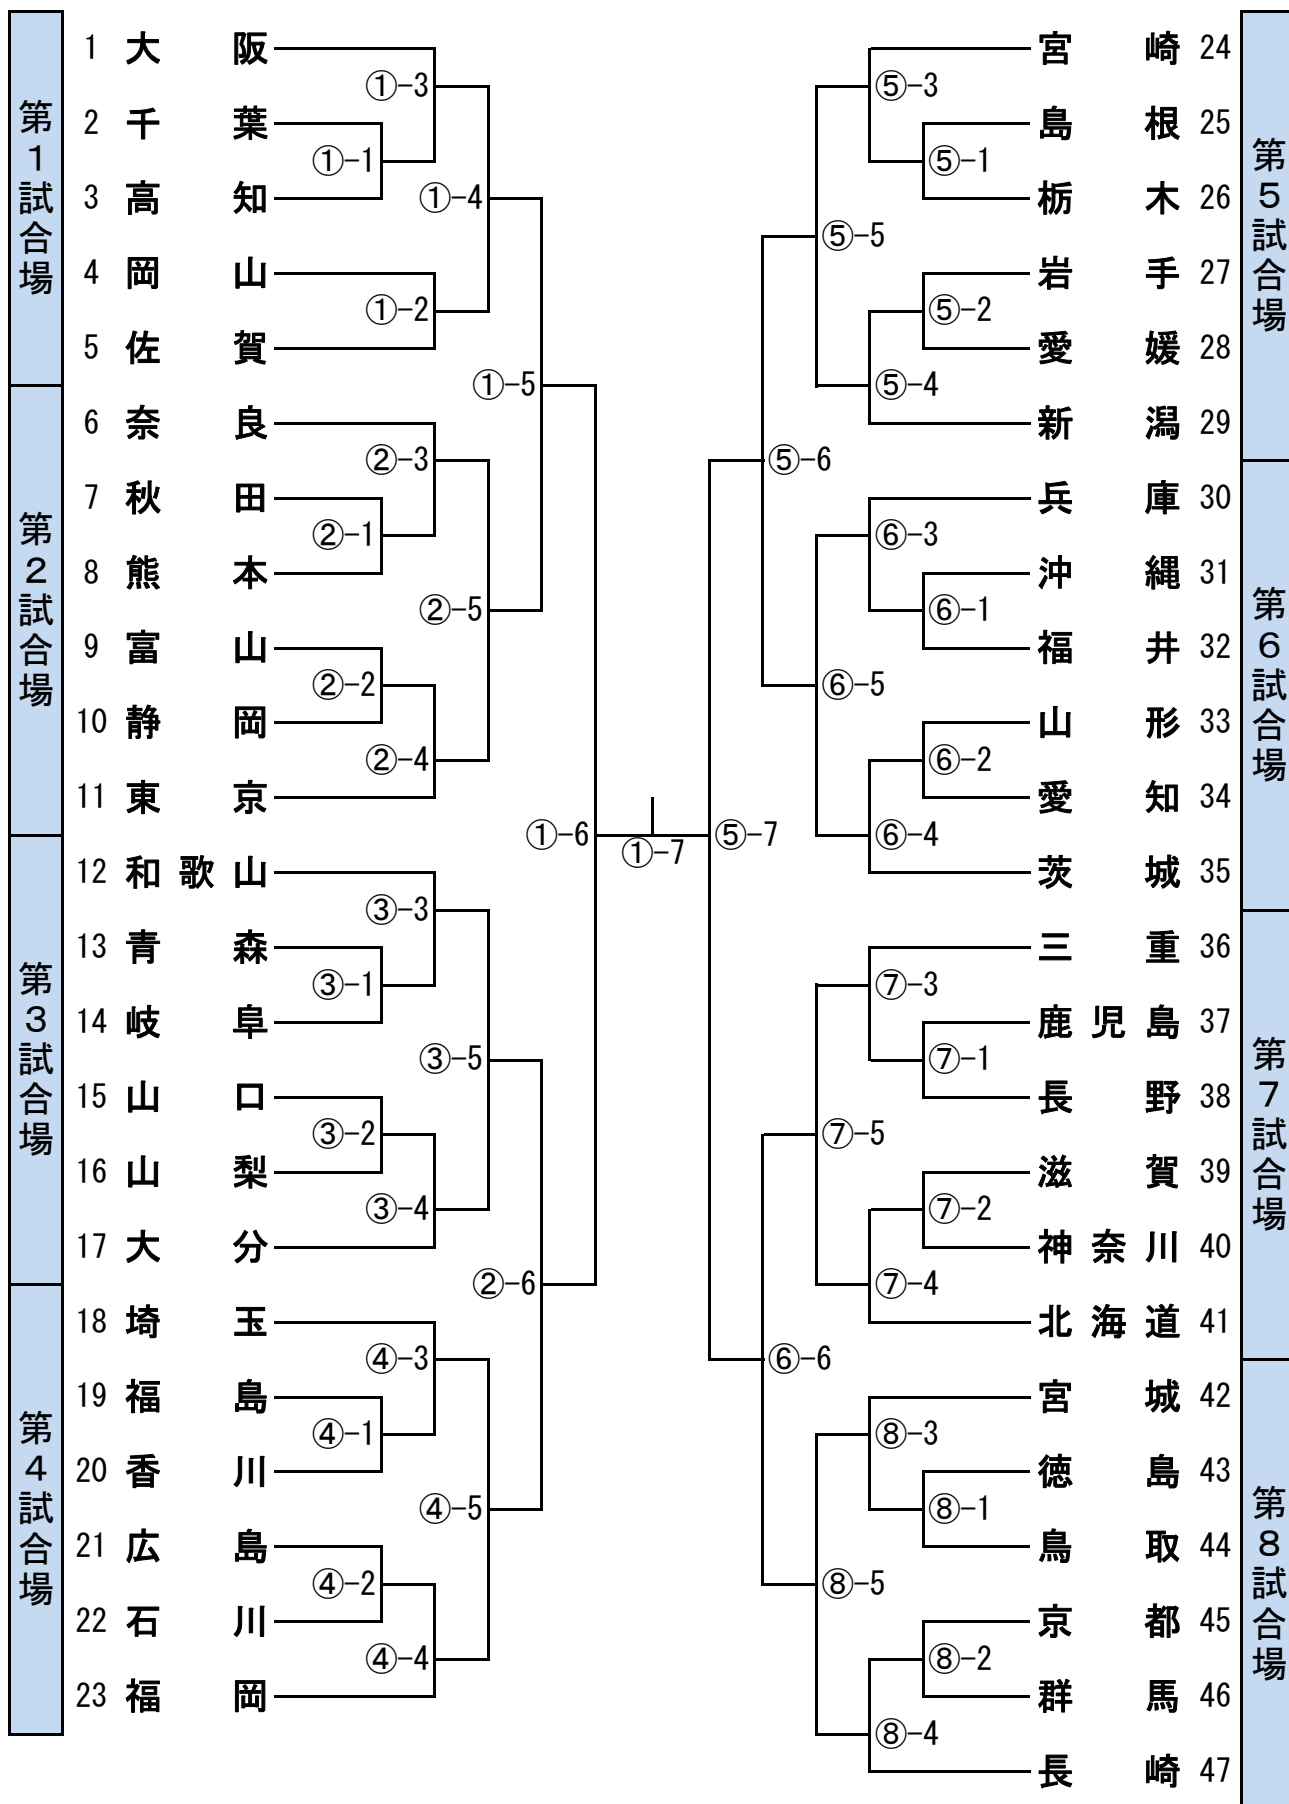 第1試合場
1 大阪
①-3
2 千葉
①-1
3 高知
①-4
4 岡山
①-2
5 佐賀
①-5
第2試合場
6 奈良
②-3
7 秋田
②-1
8 熊本
②-5
9 富山
②-2
10 静岡
②-4
11 東京
①-6
第3試合場
12 和歌山
③-3
13 青森
③-1
14 岐阜
③-5
15 山口
③-2
16 山梨
③-4
17 大分
②-6
第4試合場
18 埼玉
④-3
19 福島
④-1
20 香川
④-5
21 広島
④-2
22 石川
④-4
23 福岡
①-7
第5試合場
宮崎 24
⑤-3
島根 25
⑤-1
栃木 26
⑤-5
岩手 27
⑤-2
愛媛 28
⑤-4
新潟 29
⑤-6
第6試合場
兵庫 30
⑥-3
沖縄 31
⑥-1
福井 32
⑥-5
山形 33
⑥-2
愛知 34
⑥-4
茨城 35
⑤-7
第7試合場
三重 36
⑦-3
鹿児島 37
⑦-1
長野 38
⑦-5
滋賀 39
⑦-2
神奈川 40
⑦-4
北海道 41
⑥-6
第8試合場
宮城 42
⑧-3
徳島 43
⑧-1
鳥取 44
⑧-5
京都 45
⑧-2
群馬 46
⑧-4
長崎 47